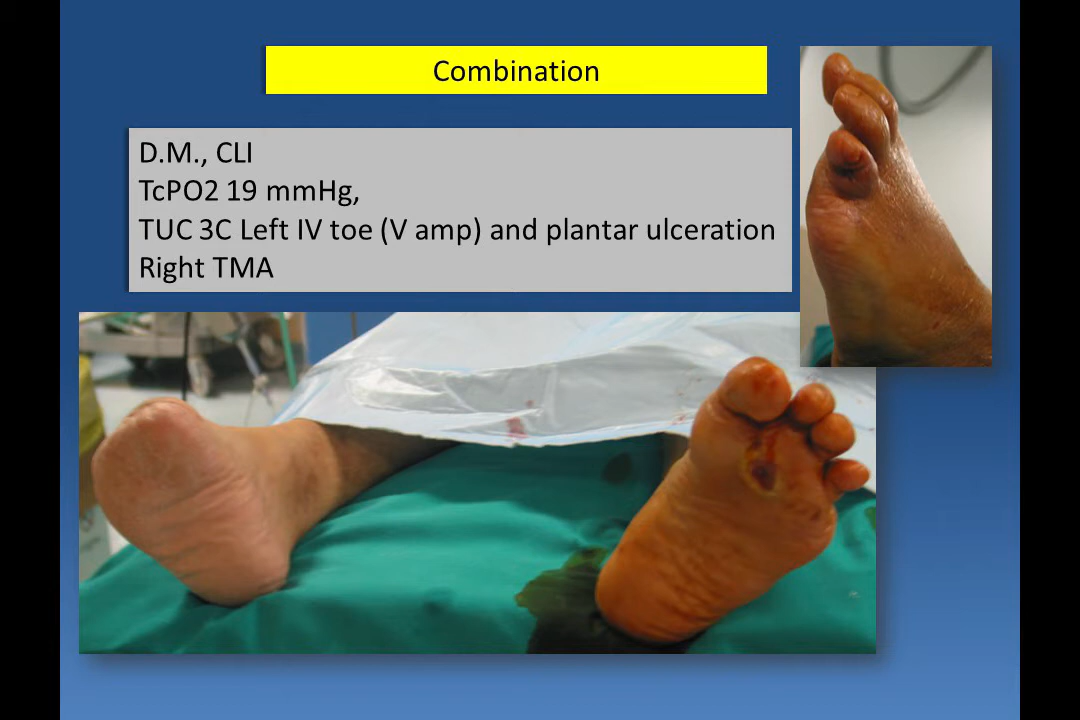 Combination
D.M., CLI
TcPO2 19 mmHg,
TUC 3C Left IV toe (V amp) and plantar ulceration
Right TMA